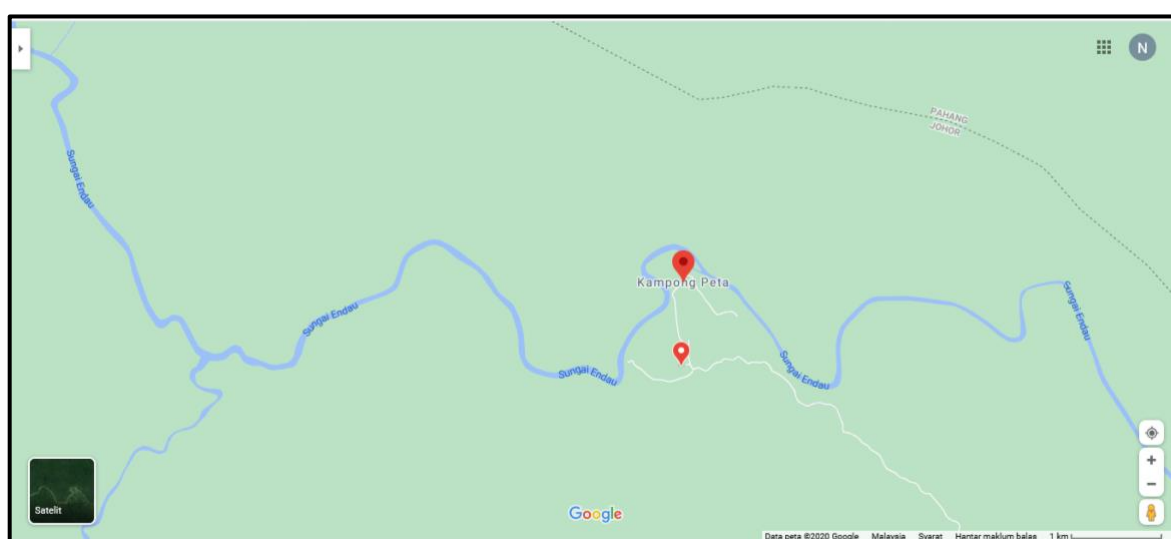 N
PAHANG
JOHOR
Sungai Endau
Kampong Peta
Sungai Endau
Sungai Endau
Sungai Endau
Sungai Endau
Satelit
Google
Data peta ©2020 Google Malaysia Syarat Hantar maklum balas 1 km